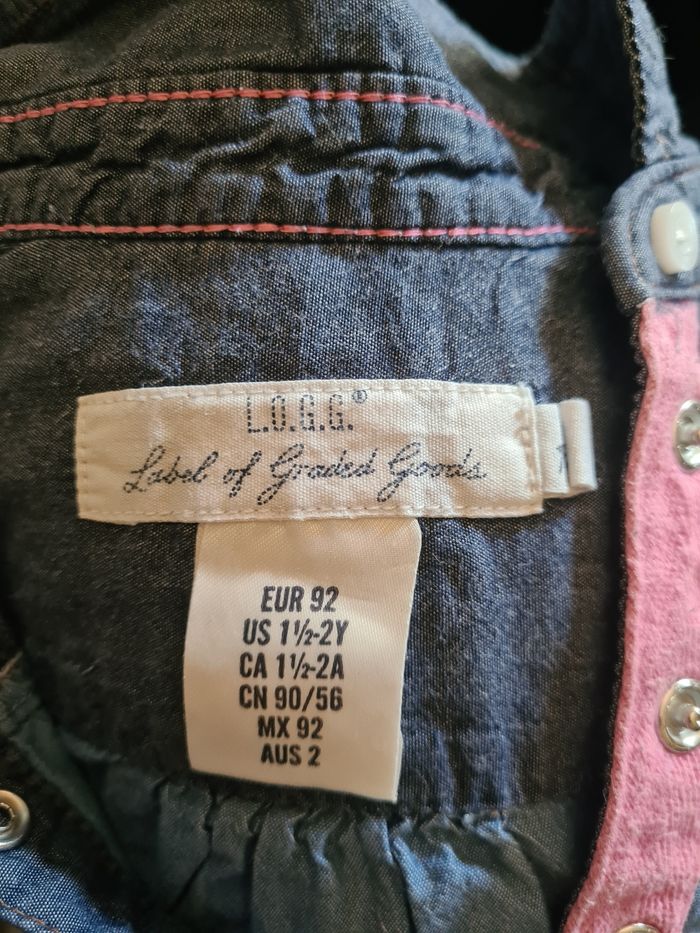 L.O.G.G.®
Label of Graded Goods
EUR 92
US 1½-2Y
CA 1½-2A
CN 90/56
MX 92
AUS 2